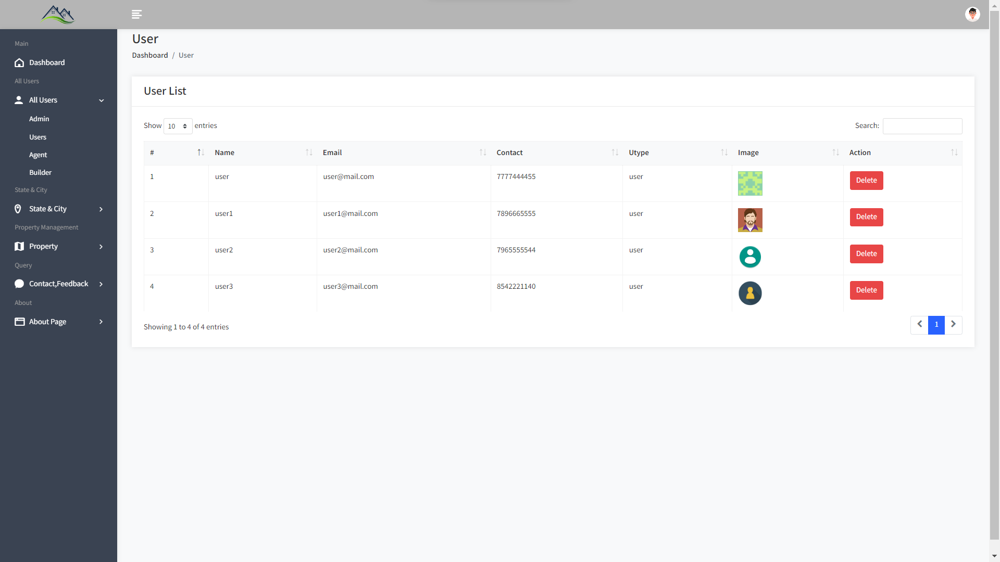 Main
Dashboard
All Users
All Users
Admin
Users
Agent
Builder
State & City
State & City
Property Management
Property
Query
Contact,Feedback
About
About Page
User
Dashboard / User
User List
Show 10 entries
Search:
# Name Email Contact Utype Image Action
1 user user@mail.com 7777444455 user Delete
2 user1 user1@mail.com 7896665555 user Delete
3 user2 user2@mail.com 7965555544 user Delete
4 user3 user3@mail.com 8542221140 user Delete
Showing 1 to 4 of 4 entries
1